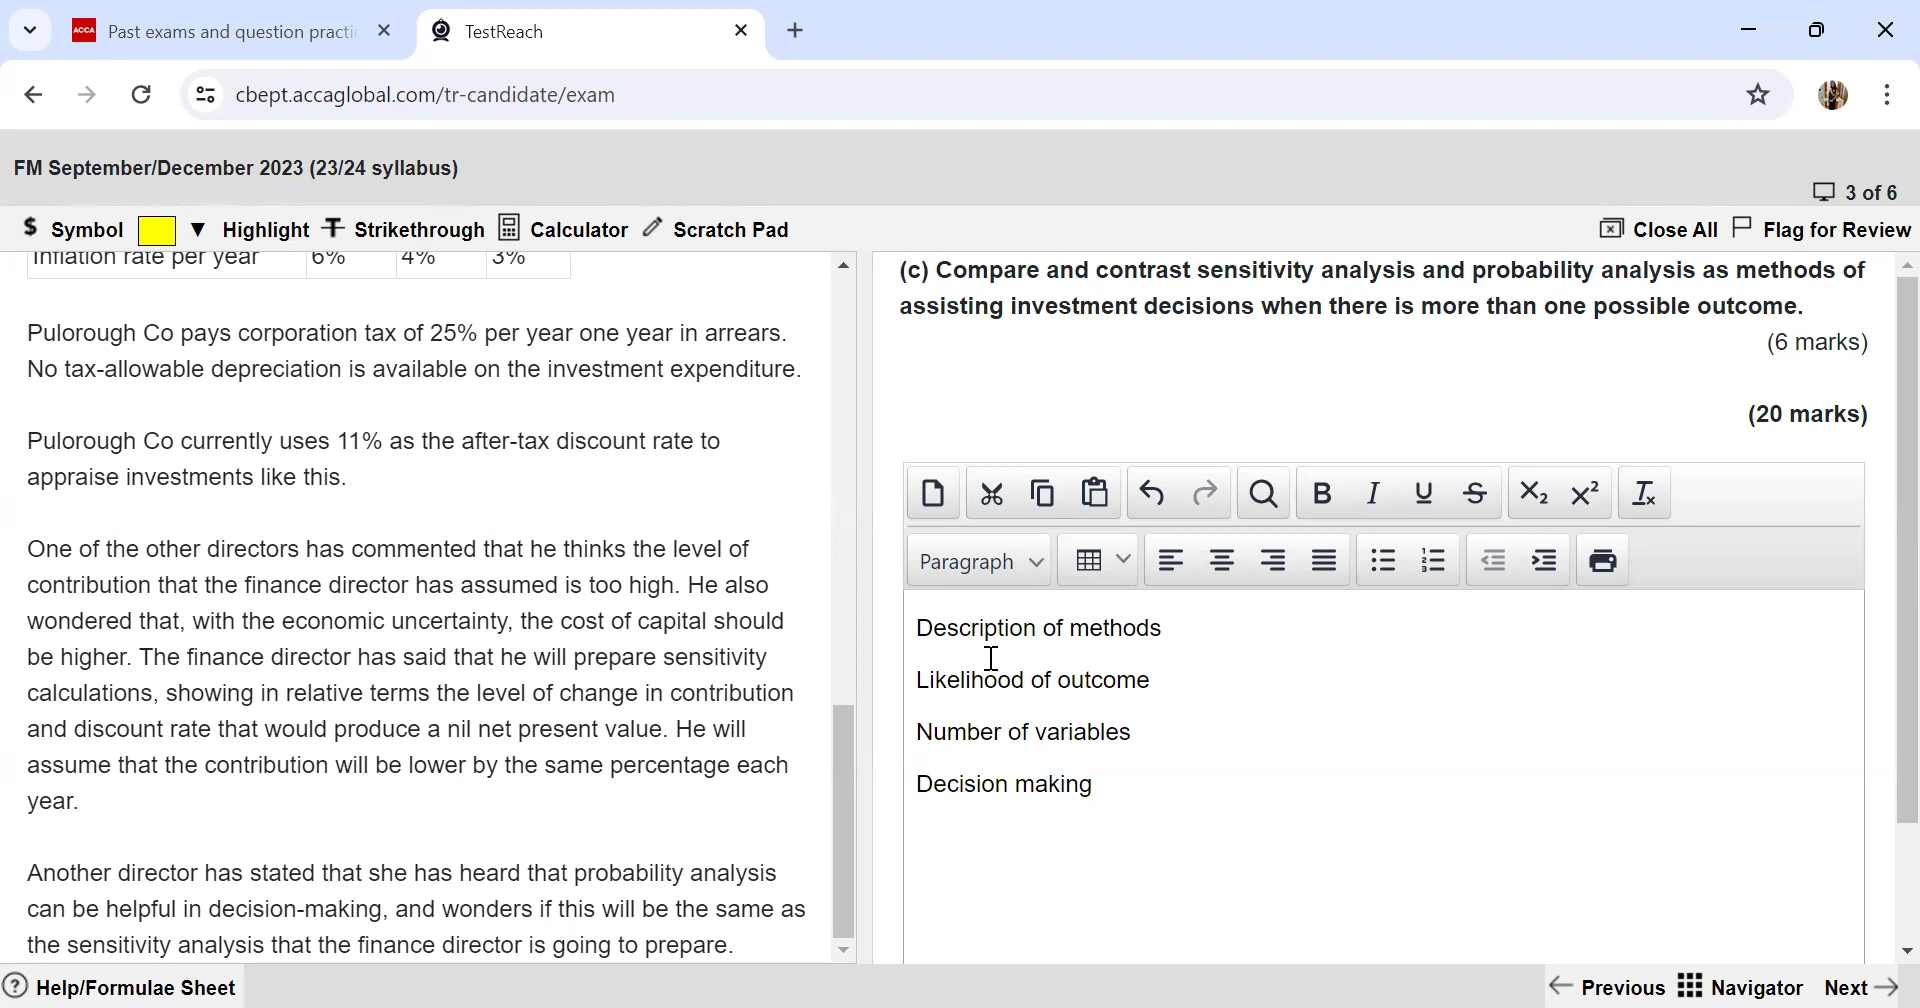 ACCA
Past exams and question practi
TestReach
cbept.accaglobal.com/tr-candidate/exam
FM September/December 2023 (23/24 syllabus)
3 of 6
$ Symbol Highlight Strikethrough Calculator Scratch Pad
Close All Flag for Review
Inflation rate per year 6% 4% 3%
Pulorough Co pays corporation tax of 25% per year one year in arrears.
No tax-allowable depreciation is available on the investment expenditure.
Pulorough Co currently uses 11% as the after-tax discount rate to
appraise investments like this.
One of the other directors has commented that he thinks the level of
contribution that the finance director has assumed is too high. He also
wondered that, with the economic uncertainty, the cost of capital should
be higher. The finance director has said that he will prepare sensitivity
calculations, showing in relative terms the level of change in contribution
and discount rate that would produce a nil net present value. He will
assume that the contribution will be lower by the same percentage each
year.
Another director has stated that she has heard that probability analysis
can be helpful in decision-making, and wonders if this will be the same as
the sensitivity analysis that the finance director is going to prepare.
(c) Compare and contrast sensitivity analysis and probability analysis as methods of
assisting investment decisions when there is more than one possible outcome.
(6 marks)
(20 marks)
B I U S X₂ X² Tx
Paragraph
Description of methods
Likelihood of outcome
Number of variables
Decision making
? Help/Formulae Sheet
Previous Navigator Next